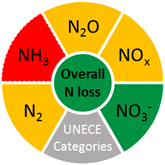 N₂O
NOₓ
NH₃
Overall
N loss
N₂
NO₃⁻
UNECE
Categories